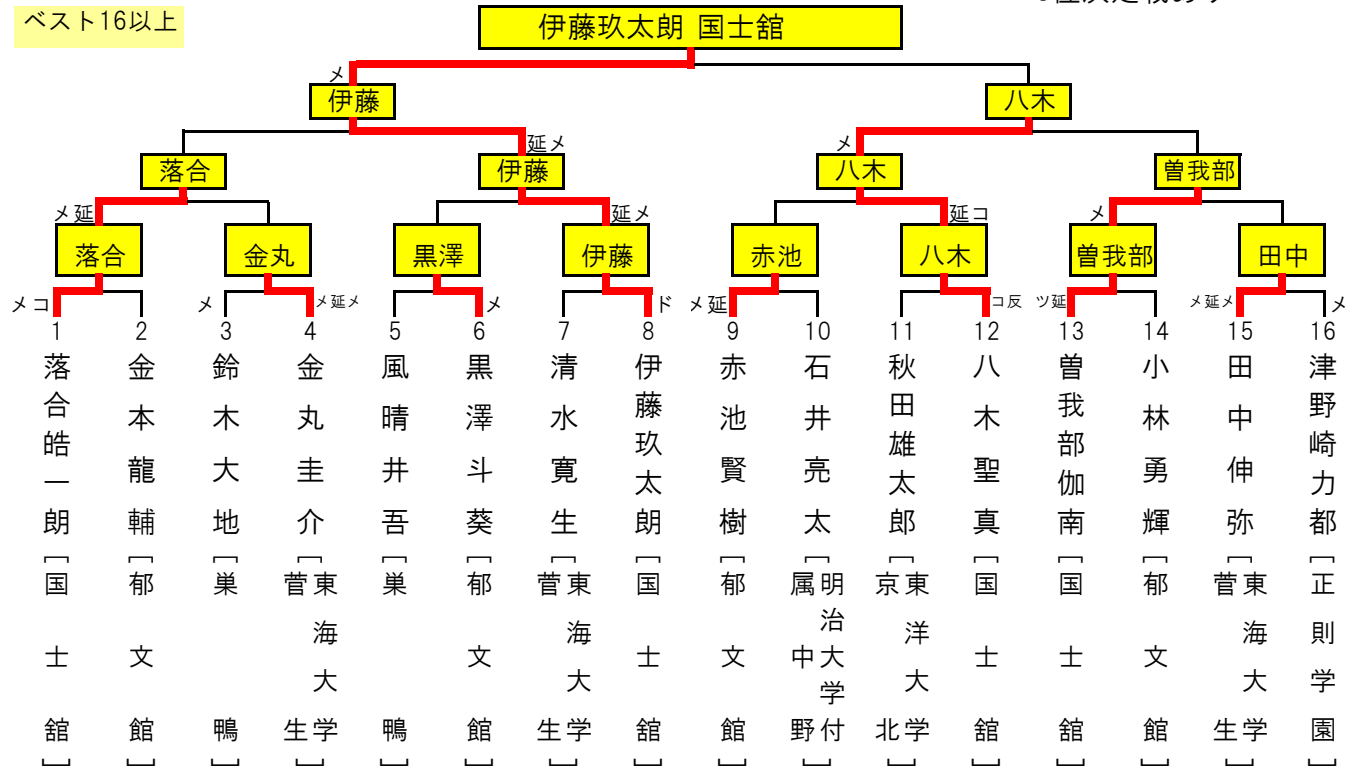 ベスト16以上
伊藤玖太朗 国士舘
メ
伊藤
八木
延メ
メ
落合
伊藤
八木
曽我部
メ延
延メ
延コ
メ
落合
金丸
黒澤
伊藤
赤池
八木
曽我部
田中
メコ
メ
メ延メ
メ
ド
メ延
コ反
ツ延
メ延メ
メ
1 2 3 4 5 6 7 8 9 10 11 12 13 14 15 16
落合皓一朗［国士舘］
金本龍輔［郁文館］
鈴木大地［巣鴨］
金丸圭介［東海大学菅生］
風晴井吾［巣鴨］
黒澤斗葵［郁文館］
清水寛生［東海大学菅生］
伊藤玖太朗［国士舘］
赤池賢樹［郁文館］
石井亮太［明治大学付属中野］
秋田雄太郎［東洋大学京北］
八木聖真［国士舘］
曽我部伽南［国士舘］
小林勇輝［郁文館］
田中伸弥［東海大学菅生］
津野崎力都［正則学園］